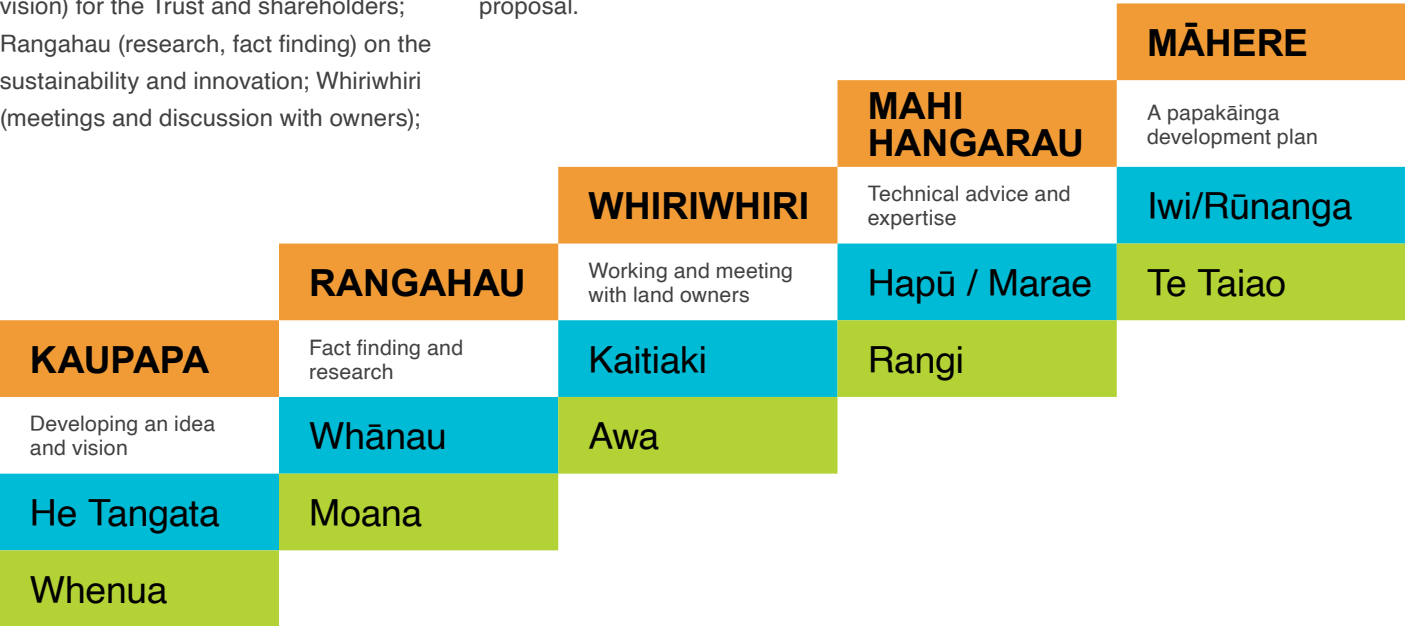 vision) for the Trust and shareholders;
Rangahau (research, fact finding) on the
sustainability and innovation; Whiriwhiri
(meetings and discussion with owners);
proposal.
KAUPAPA
Developing an idea
and vision
He Tangata
Whenua
RANGAHAU
Fact finding and
research
Whānau
Moana
WHIRIWHIRI
Working and meeting
with land owners
Kaitiaki
Awa
MAHI
HANGARAU
Technical advice and
expertise
Hapū / Marae
Rangi
MĀHERE
A papakāinga
development plan
Iwi/Rūnanga
Te Taiao